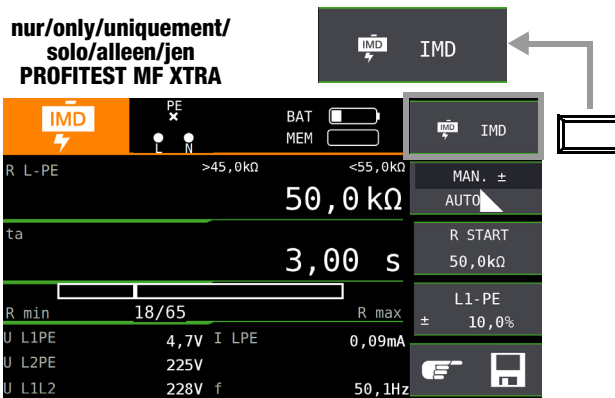 nur/only/uniquement/
solo/alleen/jen
PROFITEST MF XTRA
IMD IMD
IMD
PE
L N
BAT
MEM
IMD IMD
R L-PE >45,0kΩ <55,0kΩ
50,0kΩ
MAN. ±
AUTO
ta
3,00 s
R START
50,0kΩ
R min 18/65 R max
L1-PE
± 10,0%
U L1PE 4,7V I LPE 0,09mA
U L2PE 225V
U L1L2 228V f 50,1Hz